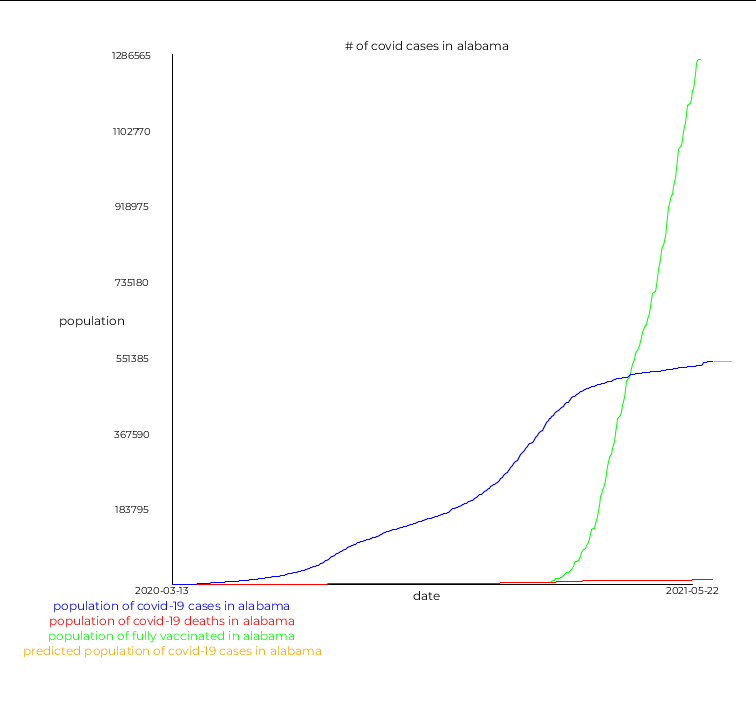 # of covid cases in alabama
1286565
1102770
918975
735180
population
551385
367590
183795
2020-03-13
2021-05-22
date
population of covid-19 cases in alabama
population of covid-19 deaths in alabama
population of fully vaccinated in alabama
predicted population of covid-19 cases in alabama